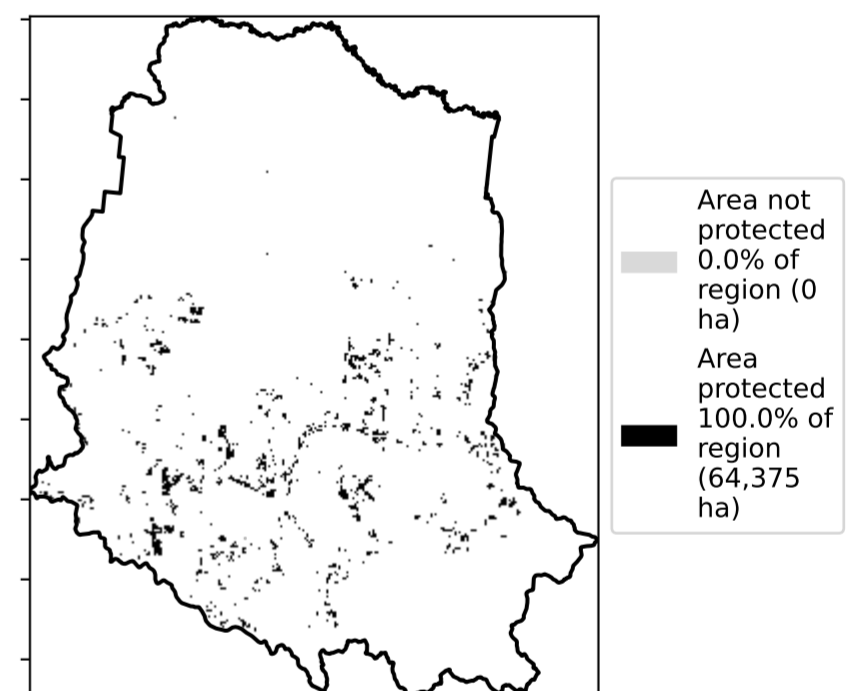 Area not
protected
0.0% of
region (0
ha)
Area
protected
100.0% of
region
(64,375
ha)